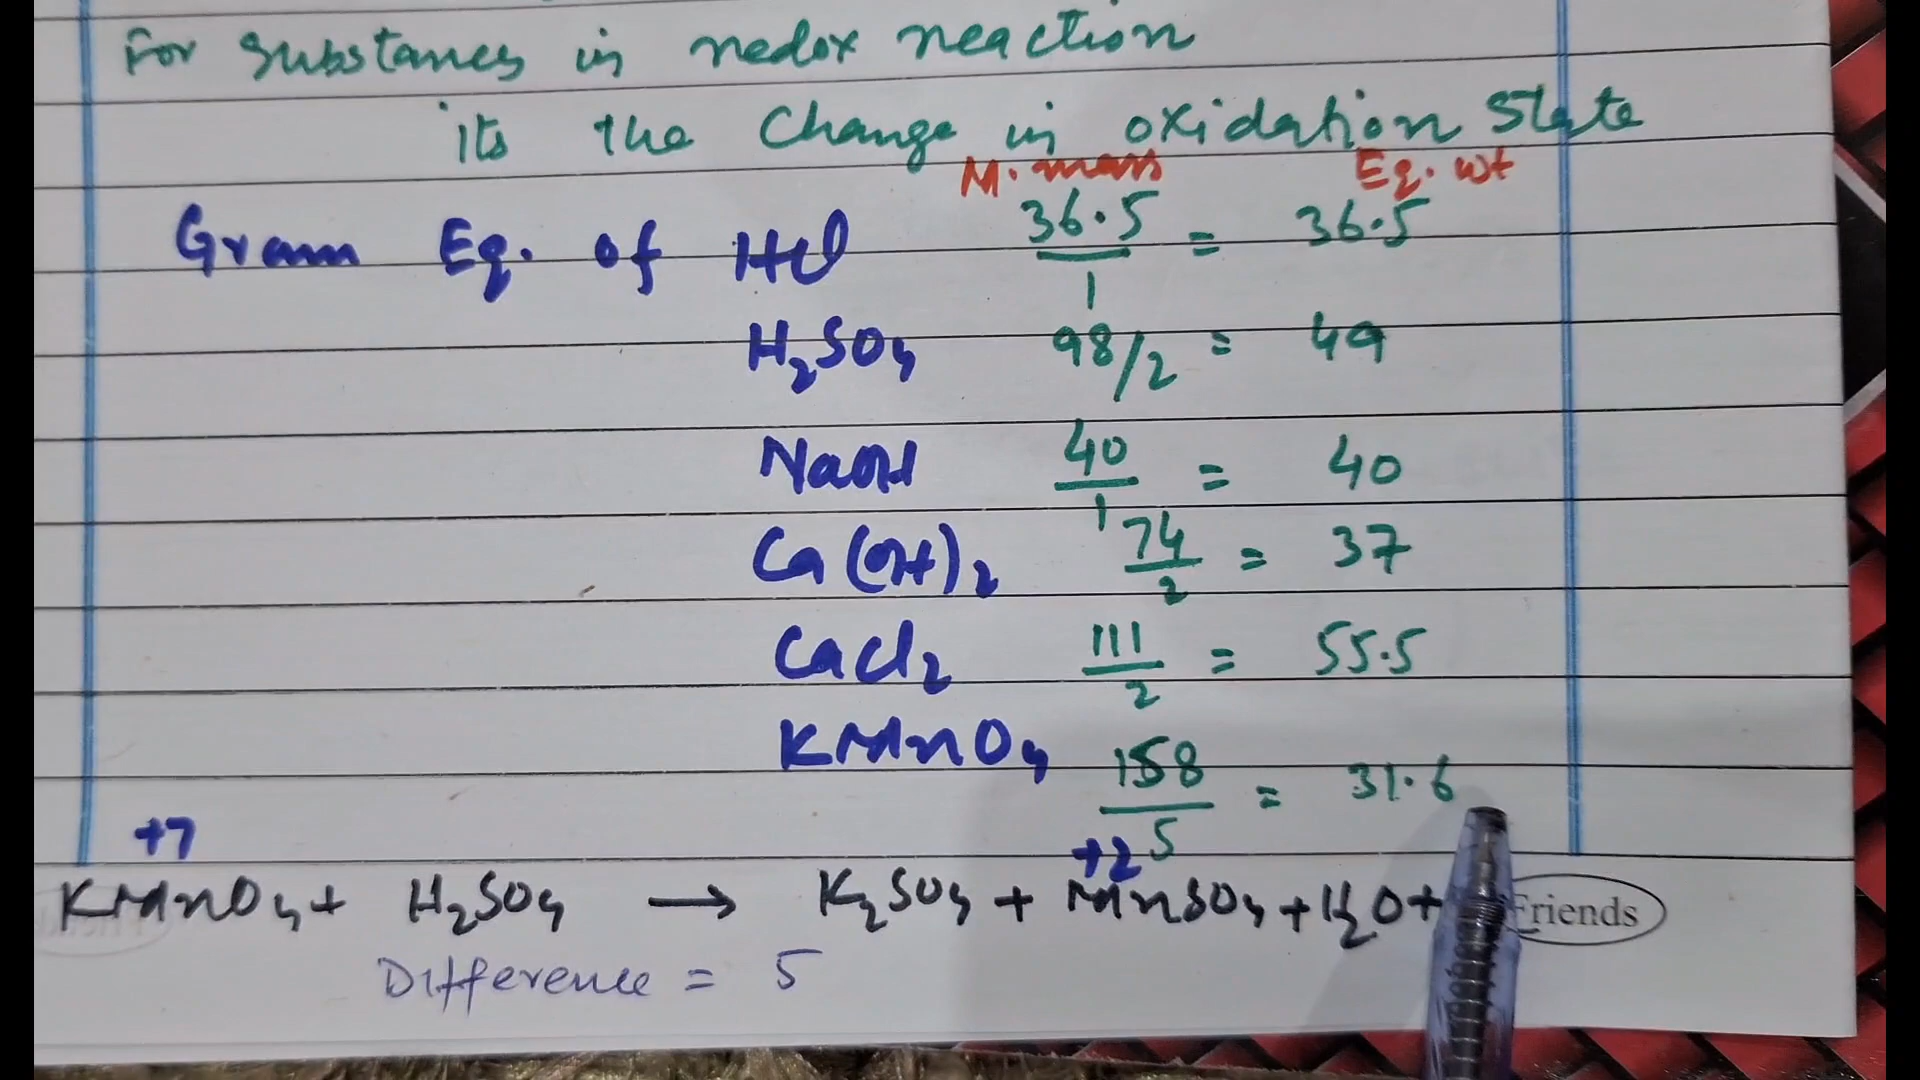 For substances in redox reaction
its the Change in oxidation State
M. mass Eq. wt
Gram Eq. of HCl 36.5/1 = 36.5
H₂SO₄ 98/2 = 49
NaOH 40/1 = 40
Ca(OH)₂ 74/2 = 37
CaCl₂ 111/2 = 55.5
KMnO₄ 158/5 = 31.6
+7 +2
KMnO₄ + H₂SO₄ → K₂SO₄ + MnSO₄ + H₂O +
Friends
Difference = 5